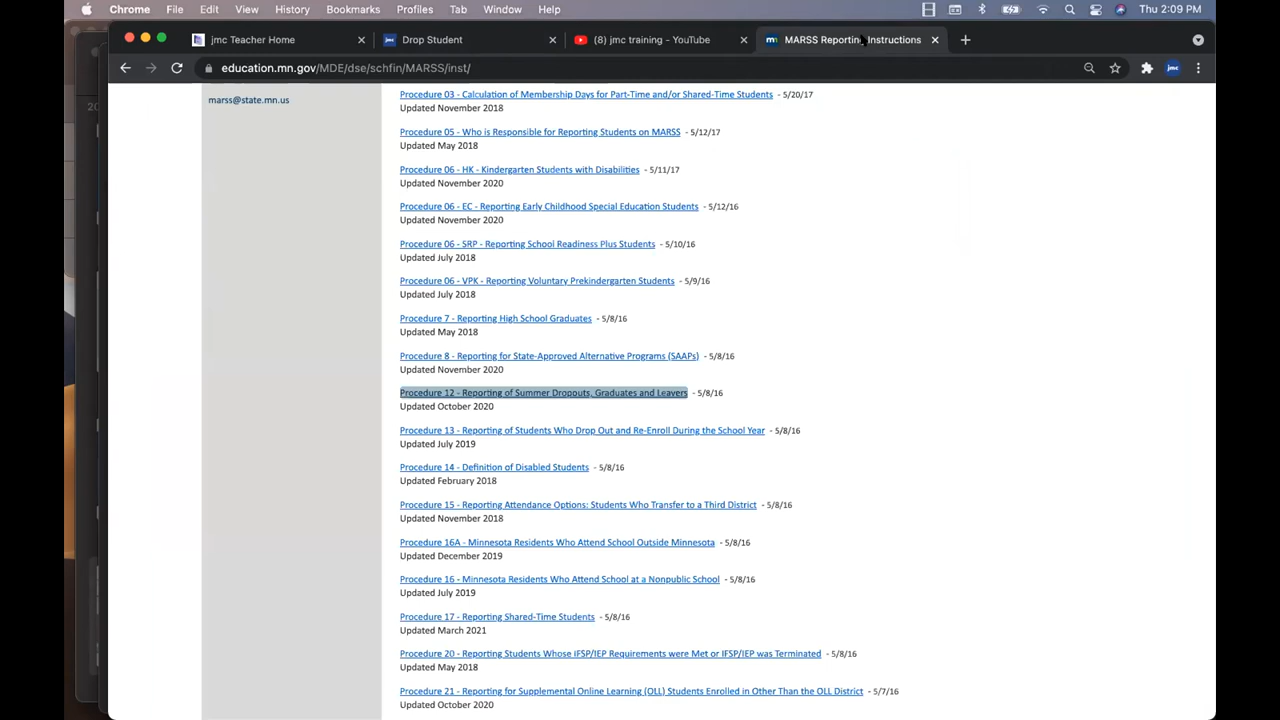 Chrome File Edit View History Bookmarks Profiles Tab Window Help Thu 2:09 PM
jmc Teacher Home jmc Drop Student (8) jmc training - YouTube mn MARSS Reporting Instructions
education.mn.gov/MDE/dse/schfin/MARSS/inst/ jmc
marss@state.mn.us
Procedure 03 - Calculation of Membership Days for Part-Time and/or Shared-Time Students - 5/20/17
Updated November 2018
Procedure 05 - Who is Responsible for Reporting Students on MARSS - 5/12/17
Updated May 2018
Procedure 06 - HK - Kindergarten Students with Disabilities - 5/11/17
Updated November 2020
Procedure 06 - EC - Reporting Early Childhood Special Education Students - 5/12/16
Updated November 2020
Procedure 06 - SRP - Reporting School Readiness Plus Students - 5/10/16
Updated July 2018
Procedure 06 - VPK - Reporting Voluntary Prekindergarten Students - 5/9/16
Updated July 2018
Procedure 7 - Reporting High School Graduates - 5/8/16
Updated May 2018
Procedure 8 - Reporting for State-Approved Alternative Programs (SAAPs) - 5/8/16
Updated November 2020
Procedure 12 - Reporting of Summer Dropouts, Graduates and Leavers - 5/8/16
Updated October 2020
Procedure 13 - Reporting of Students Who Drop Out and Re-Enroll During the School Year - 5/8/16
Updated July 2019
Procedure 14 - Definition of Disabled Students - 5/8/16
Updated February 2018
Procedure 15 - Reporting Attendance Options: Students Who Transfer to a Third District - 5/8/16
Updated November 2018
Procedure 16A - Minnesota Residents Who Attend School Outside Minnesota - 5/8/16
Updated December 2019
Procedure 16 - Minnesota Residents Who Attend School at a Nonpublic School - 5/8/16
Updated July 2019
Procedure 17 - Reporting Shared-Time Students - 5/8/16
Updated March 2021
Procedure 20 - Reporting Students Whose IFSP/IEP Requirements were Met or IFSP/IEP was Terminated - 5/8/16
Updated May 2018
Procedure 21 - Reporting for Supplemental Online Learning (OLL) Students Enrolled in Other Than the OLL District - 5/7/16
Updated October 2020